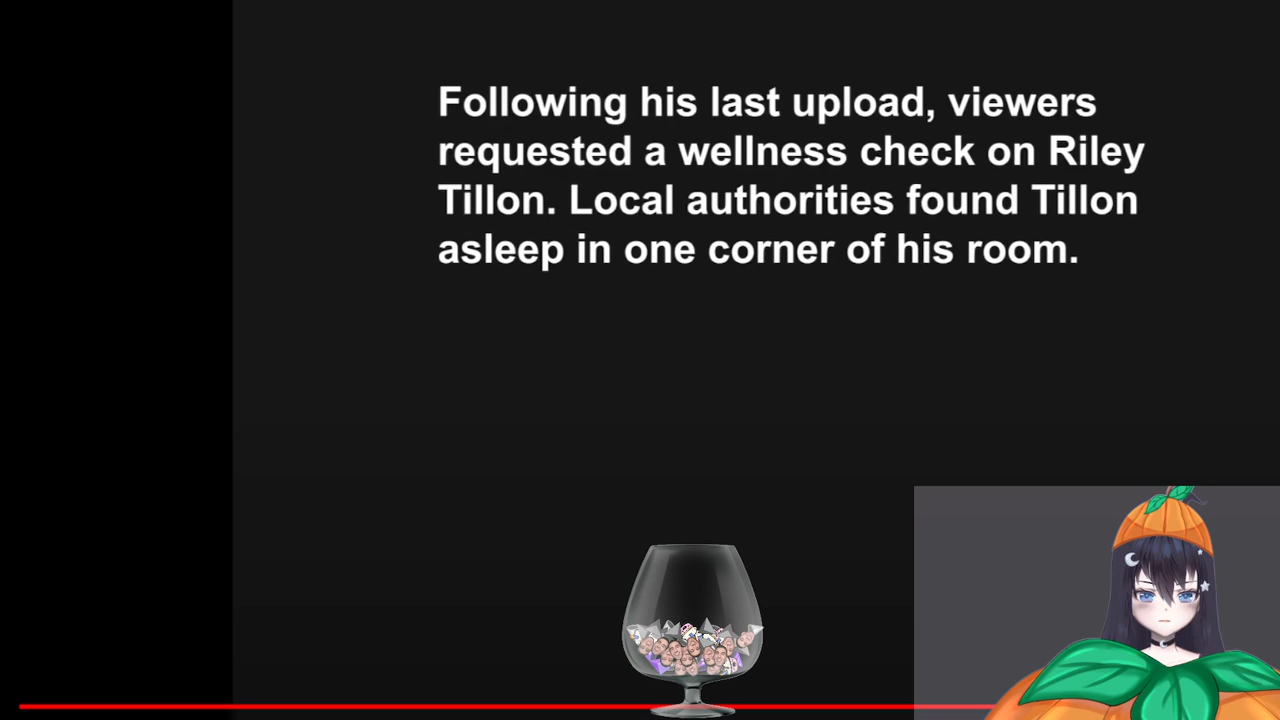 Following his last upload, viewers
requested a wellness check on Riley
Tillon. Local authorities found Tillon
asleep in one corner of his room.